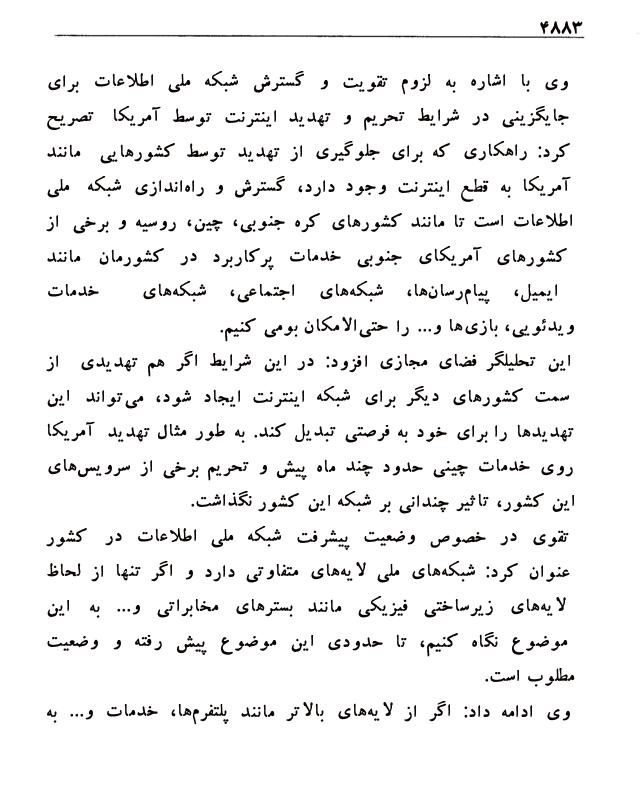 ۴۸۸۳
وی با اشاره به لزوم تقویت و گسترش شبکه ملی اطلاعات برای
جایگزینی در شرایط تحریم و تهدید اینترنت توسط آمریکا تصریح
کرد: راهکاری که برای جلوگیری از تهدید توسط کشورهایی مانند
آمریکا به قطع اینترنت وجود دارد، گسترش و راه‌اندازی شبکه ملی
اطلاعات است تا مانند کشورهای کره جنوبی، چین، روسیه و برخی از
کشورهای آمریکای جنوبی خدمات پرکاربرد در کشورمان مانند
ایمیل، پیام‌رسان‌ها، شبکه‌های اجتماعی، شبکه‌های خدمات
ویدئویی، بازی‌ها و... را حتی‌الامکان بومی کنیم.
این تحلیلگر فضای مجازی افزود: در این شرایط اگر هم تهدیدی از
سمت کشورهای دیگر برای شبکه اینترنت ایجاد شود، می‌تواند این
تهدیدها را برای خود به فرصتی تبدیل کند. به طور مثال تهدید آمریکا
روی خدمات چینی حدود چند ماه پیش و تحریم برخی از سرویس‌های
این کشور، تاثیر چندانی بر شبکه این کشور نگذاشت.
تقوی در خصوص وضعیت پیشرفت شبکه ملی اطلاعات در کشور
عنوان کرد: شبکه‌های ملی لایه‌های متفاوتی دارد و اگر تنها از لحاظ
لایه‌های زیرساختی فیزیکی مانند بسترهای مخابراتی و... به این
موضوع نگاه کنیم، تا حدودی این موضوع پیش رفته و وضعیت
مطلوب است.
وی ادامه داد: اگر از لایه‌های بالاتر مانند پلتفرم‌ها، خدمات و... به